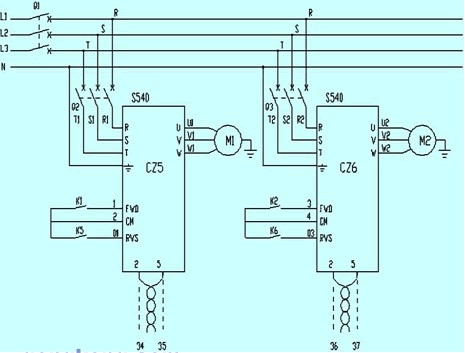 Q1
L1
R
R
L2
S
S
L3
T
T
N
Q2
T1 S1 R1
S540
Q3
T2 S2 R2
S540
R
S
T
U U1
V V1
W W1
M1
R
S
T
U U2
V V2
W W2
M2
CZ5
CZ6
K1 1 FWD
2 CM
K5 01 RVS
K2 3 FWD
4 CM
K6 03 RVS
2 5
2 5
34 35
36 37